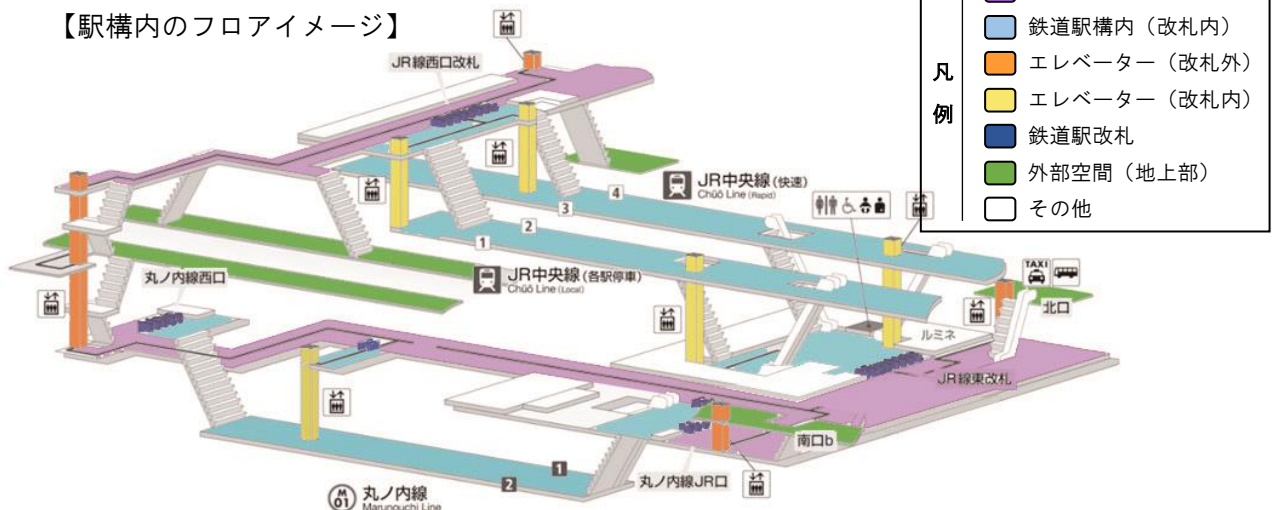 【駅構内のフロアイメージ】
凡例
鉄道駅構内（改札内）
エレベーター（改札外）
エレベーター（改札内）
鉄道駅改札
外部空間（地上部）
その他
JR線西口改札
JR中央線(快速)
Chūō Line (Rapid)
4
3
2
1
JR中央線(各駅停車)
Chūō Line (Local)
丸ノ内線西口
TAXI
北口
ルミネ
JR線東改札
南口b
丸ノ内線JR口
1
2
M
01
丸ノ内線
Marunouchi Line